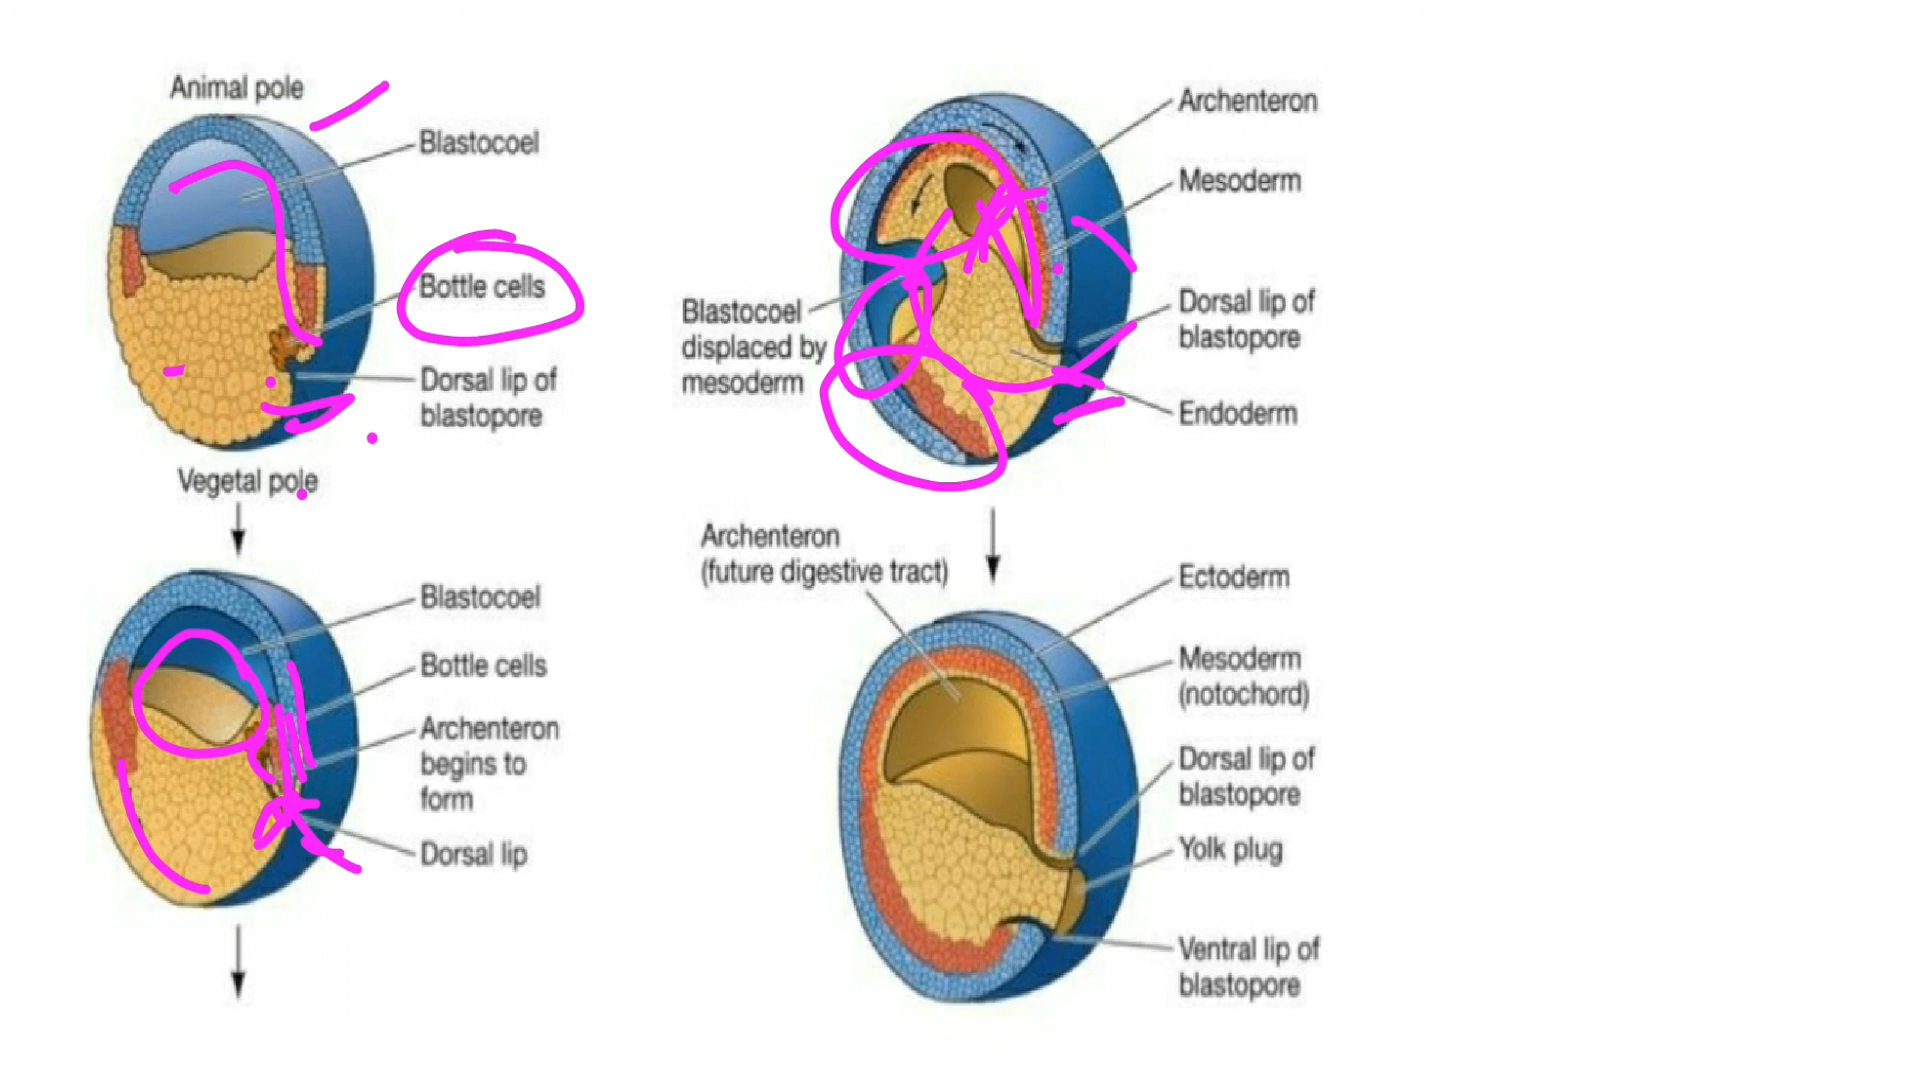 Animal pole
Blastocoel
Bottle cells
Dorsal lip of
blastopore
Vegetal pole
Blastocoel
Bottle cells
Archenteron
begins to
form
Dorsal lip
Archenteron
Mesoderm
Blastocoel
displaced by
mesoderm
Dorsal lip of
blastopore
Endoderm
Archenteron
(future digestive tract)
Ectoderm
Mesoderm
(notochord)
Dorsal lip of
blastopore
Yolk plug
Ventral lip of
blastopore